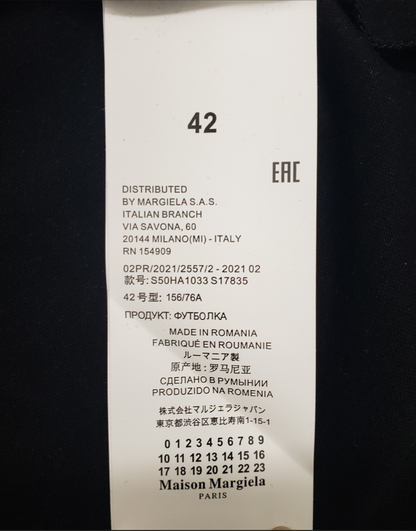 42
EAC
DISTRIBUTED
BY MARGIELA S.A.S.
ITALIAN BRANCH
VIA SAVONA, 60
20144 MILANO(MI) - ITALY
RN 154909
02PR/2021/2557/2 - 2021 02
款号: S50HA1033 S17835
42 号型: 156/76A
ПРОДУКТ: ФУТБОЛКА
MADE IN ROMANIA
FABRIQUÉ EN ROUMANIE
ルーマニア製
原产地: 罗马尼亚
СДЕЛАНО В РУМЫНИИ
PRODUZIDO NA ROMENIA
株式会社マルジェラジャパン
東京都渋谷区恵比寿南1-15-1
0 1 2 3 4 5 6 7 8 9
10 11 12 13 14 15 16
17 18 19 20 21 22 23
Maison Margiela
PARIS